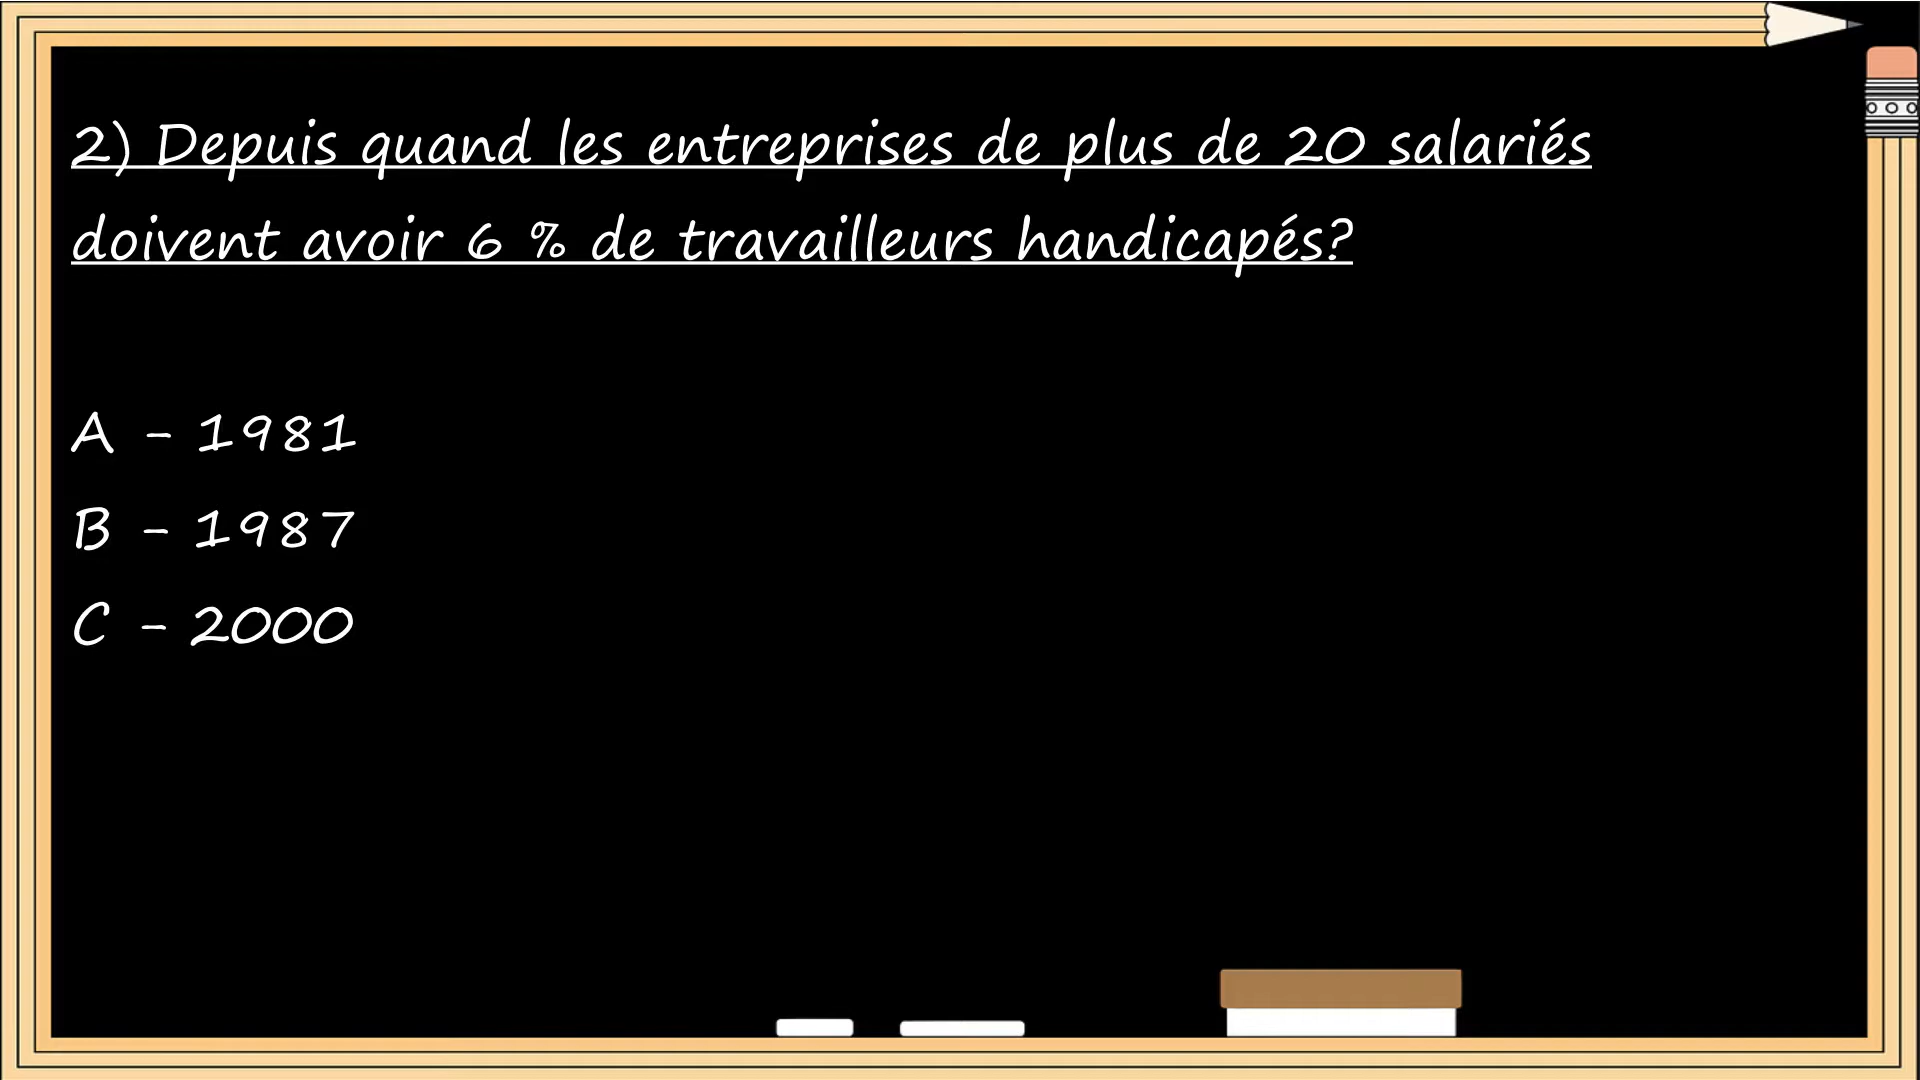 2) Depuis quand les entreprises de plus de 20 salariés
doivent avoir 6 % de travailleurs handicapés?
A - 1981
B - 1987
C - 2000